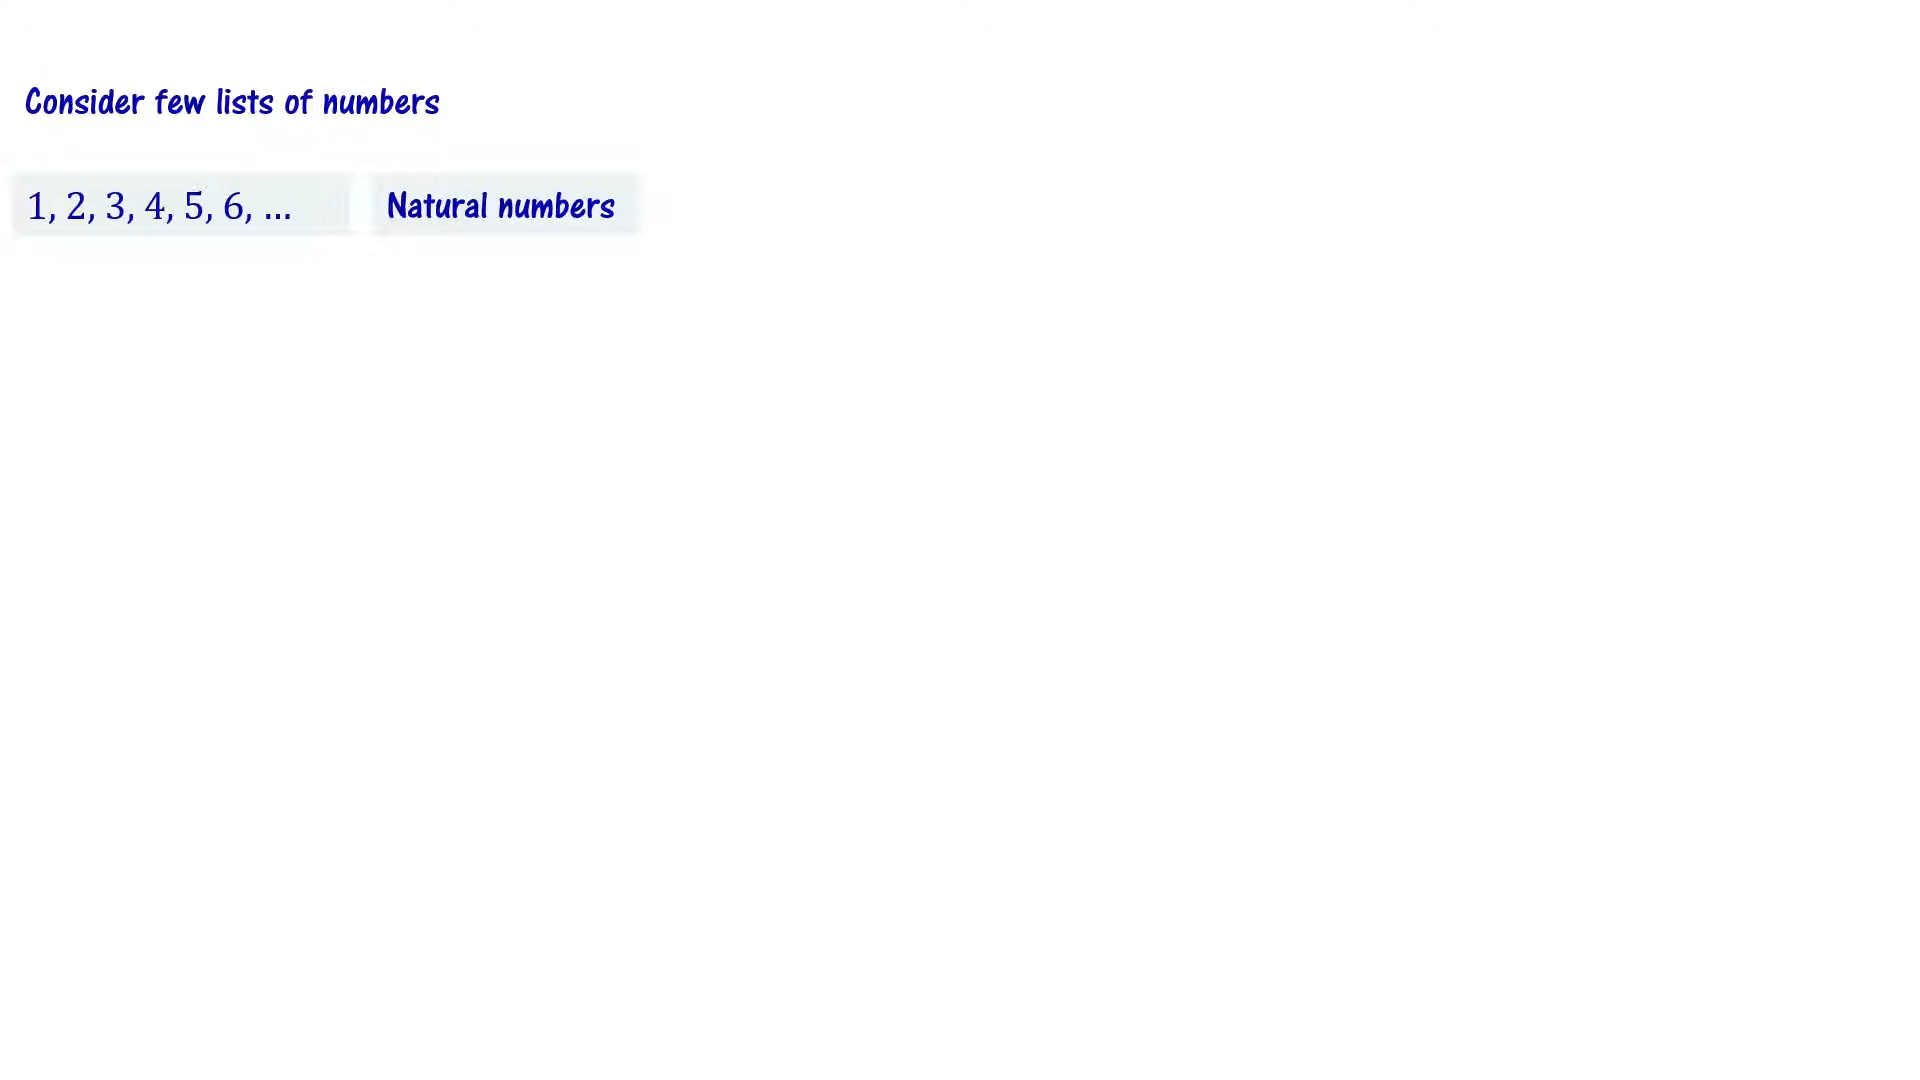 Consider few lists of numbers
1, 2, 3, 4, 5, 6, … Natural numbers